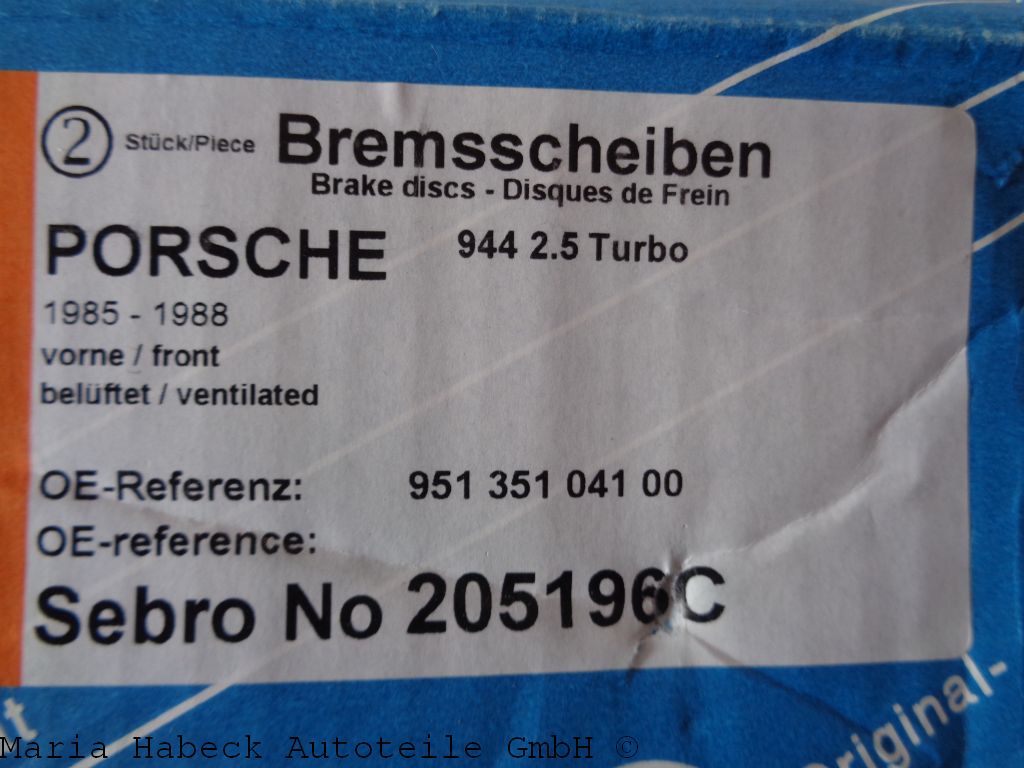 2 Stück/Piece Bremsscheiben
Brake discs - Disques de Frein
PORSCHE 944 2.5 Turbo
1985 - 1988
vorne / front
belüftet / ventilated
OE-Referenz: 951 351 041 00
OE-reference:
Sebro No 205196C
Original-
Maria Habeck Autoteile GmbH ©